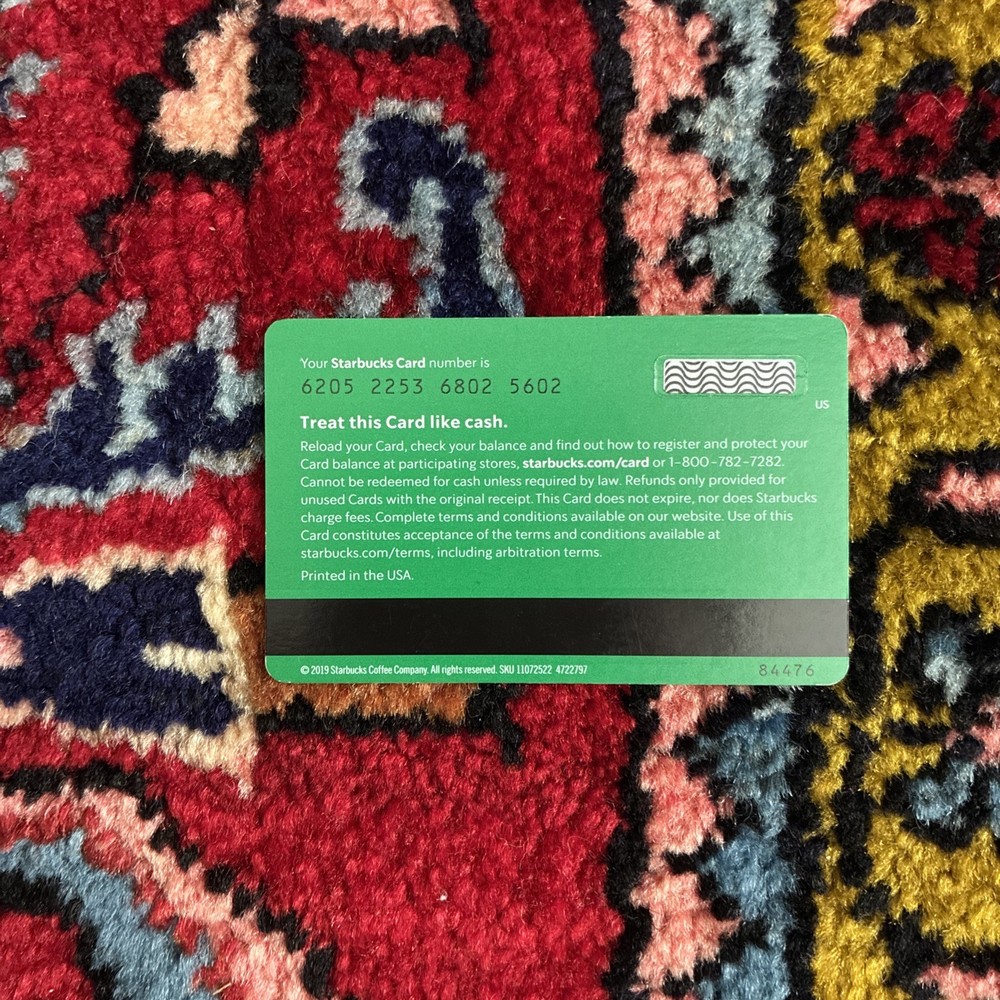 Your Starbucks Card number is
6205 2253 6802 5602
US
Treat this Card like cash.
Reload your Card, check your balance and find out how to register and protect your
Card balance at participating stores, starbucks.com/card or 1-800-782-7282.
Cannot be redeemed for cash unless required by law. Refunds only provided for
unused Cards with the original receipt. This Card does not expire, nor does Starbucks
charge fees. Complete terms and conditions available on our website. Use of this
Card constitutes acceptance of the terms and conditions available at
starbucks.com/terms, including arbitration terms.
Printed in the USA.
© 2019 Starbucks Coffee Company. All rights reserved. SKU 11072522 4722797
84476